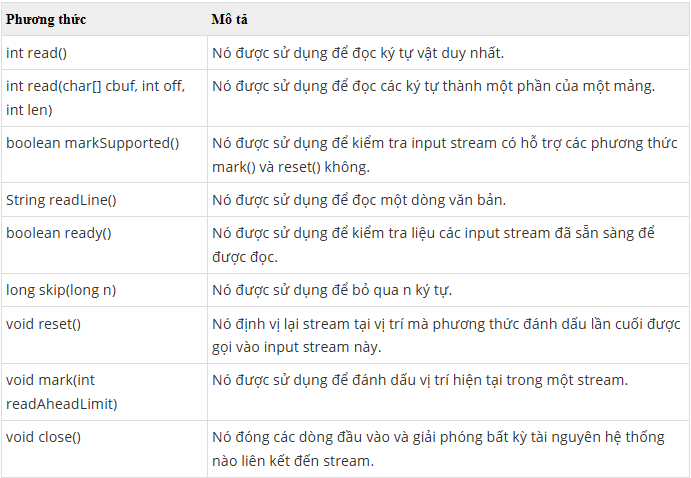 Phương thức Mô tả
int read() Nó được sử dụng để đọc ký tự vật duy nhất.
int read(char[] cbuf, int off, Nó được sử dụng để đọc các ký tự thành một phần của một mảng.
int len)
boolean markSupported() Nó được sử dụng để kiểm tra input stream có hỗ trợ các phương thức
mark() và reset() không.
String readLine() Nó được sử dụng để đọc một dòng văn bản.
boolean ready() Nó được sử dụng để kiểm tra liệu các input stream đã sẵn sàng để
được đọc.
long skip(long n) Nó được sử dụng để bỏ qua n ký tự.
void reset() Nó định vị lại stream tại vị trí mà phương thức đánh dấu lần cuối được
gọi vào input stream này.
void mark(int Nó được sử dụng để đánh dấu vị trí hiện tại trong một stream.
readAheadLimit)
void close() Nó đóng các dòng đầu vào và giải phóng bất kỳ tài nguyên hệ thống
nào liên kết đến stream.